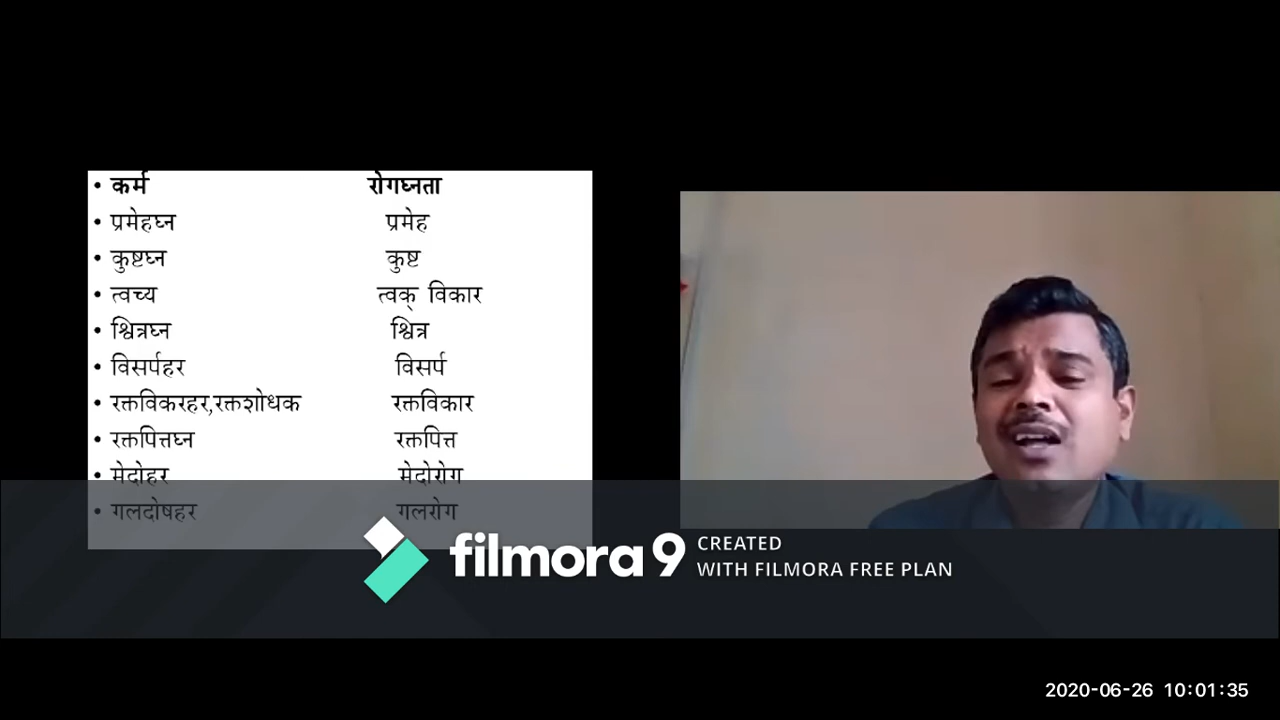 • कर्म रोगघ्नता
• प्रमेहघ्न प्रमेह
• कुष्टघ्न कुष्ट
• त्वच्य त्वक् विकार
• श्वित्रघ्न श्वित्र
• विसर्पहर विसर्प
• रक्तविकरहर,रक्तशोधक रक्तविकार
• रक्तपित्तघ्न रक्तपित्त
• मेदोहर मेदोरोग
• गलदोषहर गलरोग
filmora 9 CREATED
WITH FILMORA FREE PLAN
2020-06-26 10:01:35